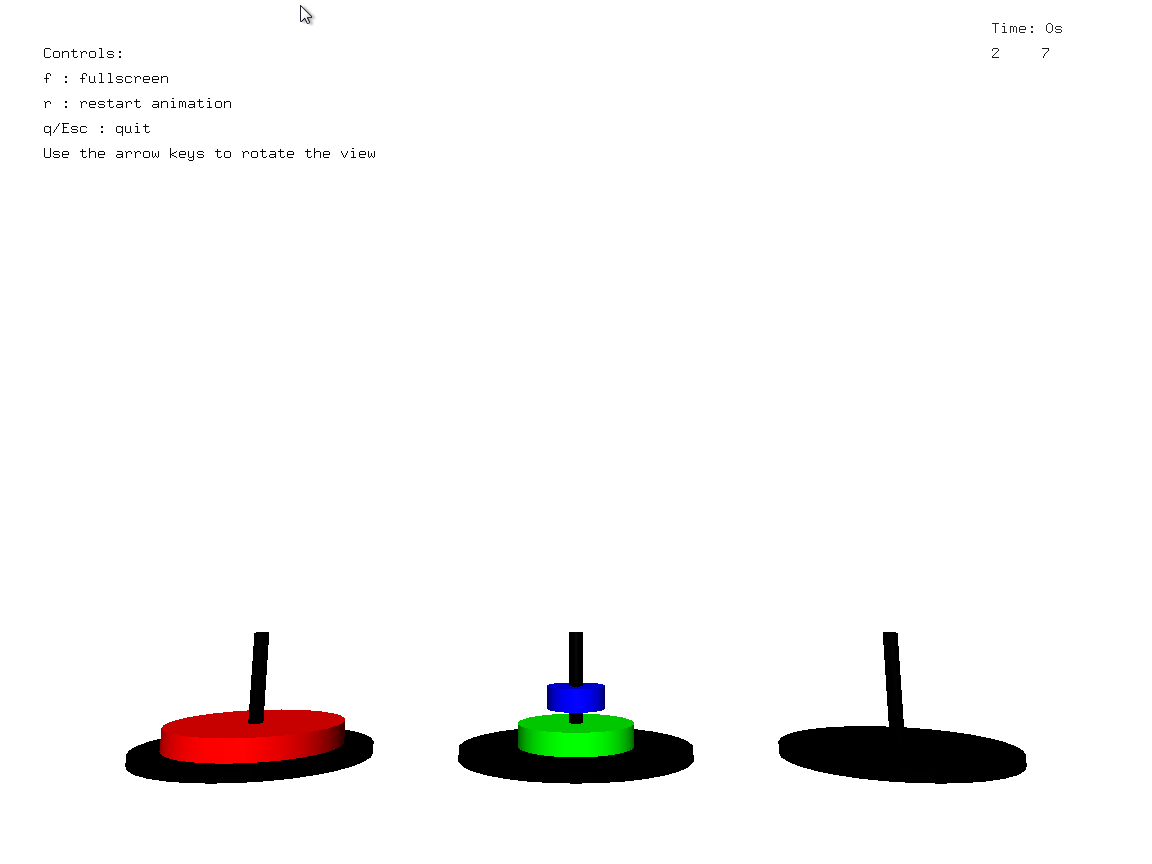 Time: 0s
2 7
Controls:
f : fullscreen
r : restart animation
q/Esc : quit
Use the arrow keys to rotate the view